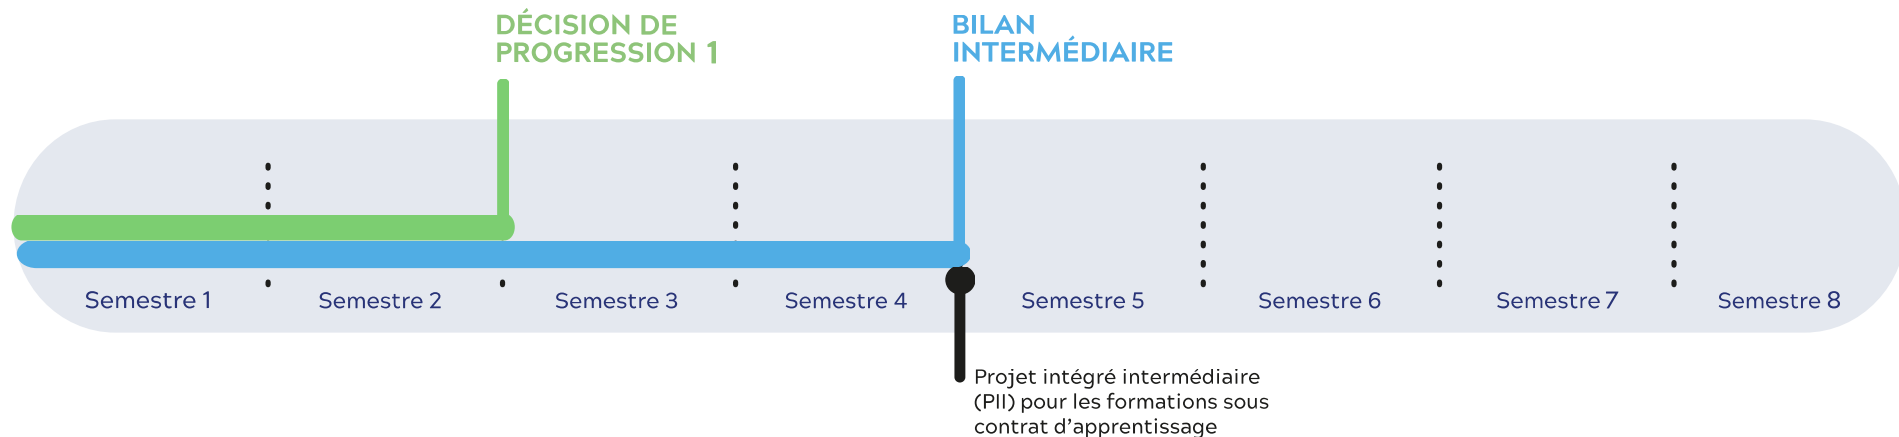 DÉCISION DE
PROGRESSION 1
BILAN
INTERMÉDIAIRE
Semestre 1
Semestre 2
Semestre 3
Semestre 4
Semestre 5
Semestre 6
Semestre 7
Semestre 8
Projet intégré intermédiaire
(PII) pour les formations sous
contrat d’apprentissage